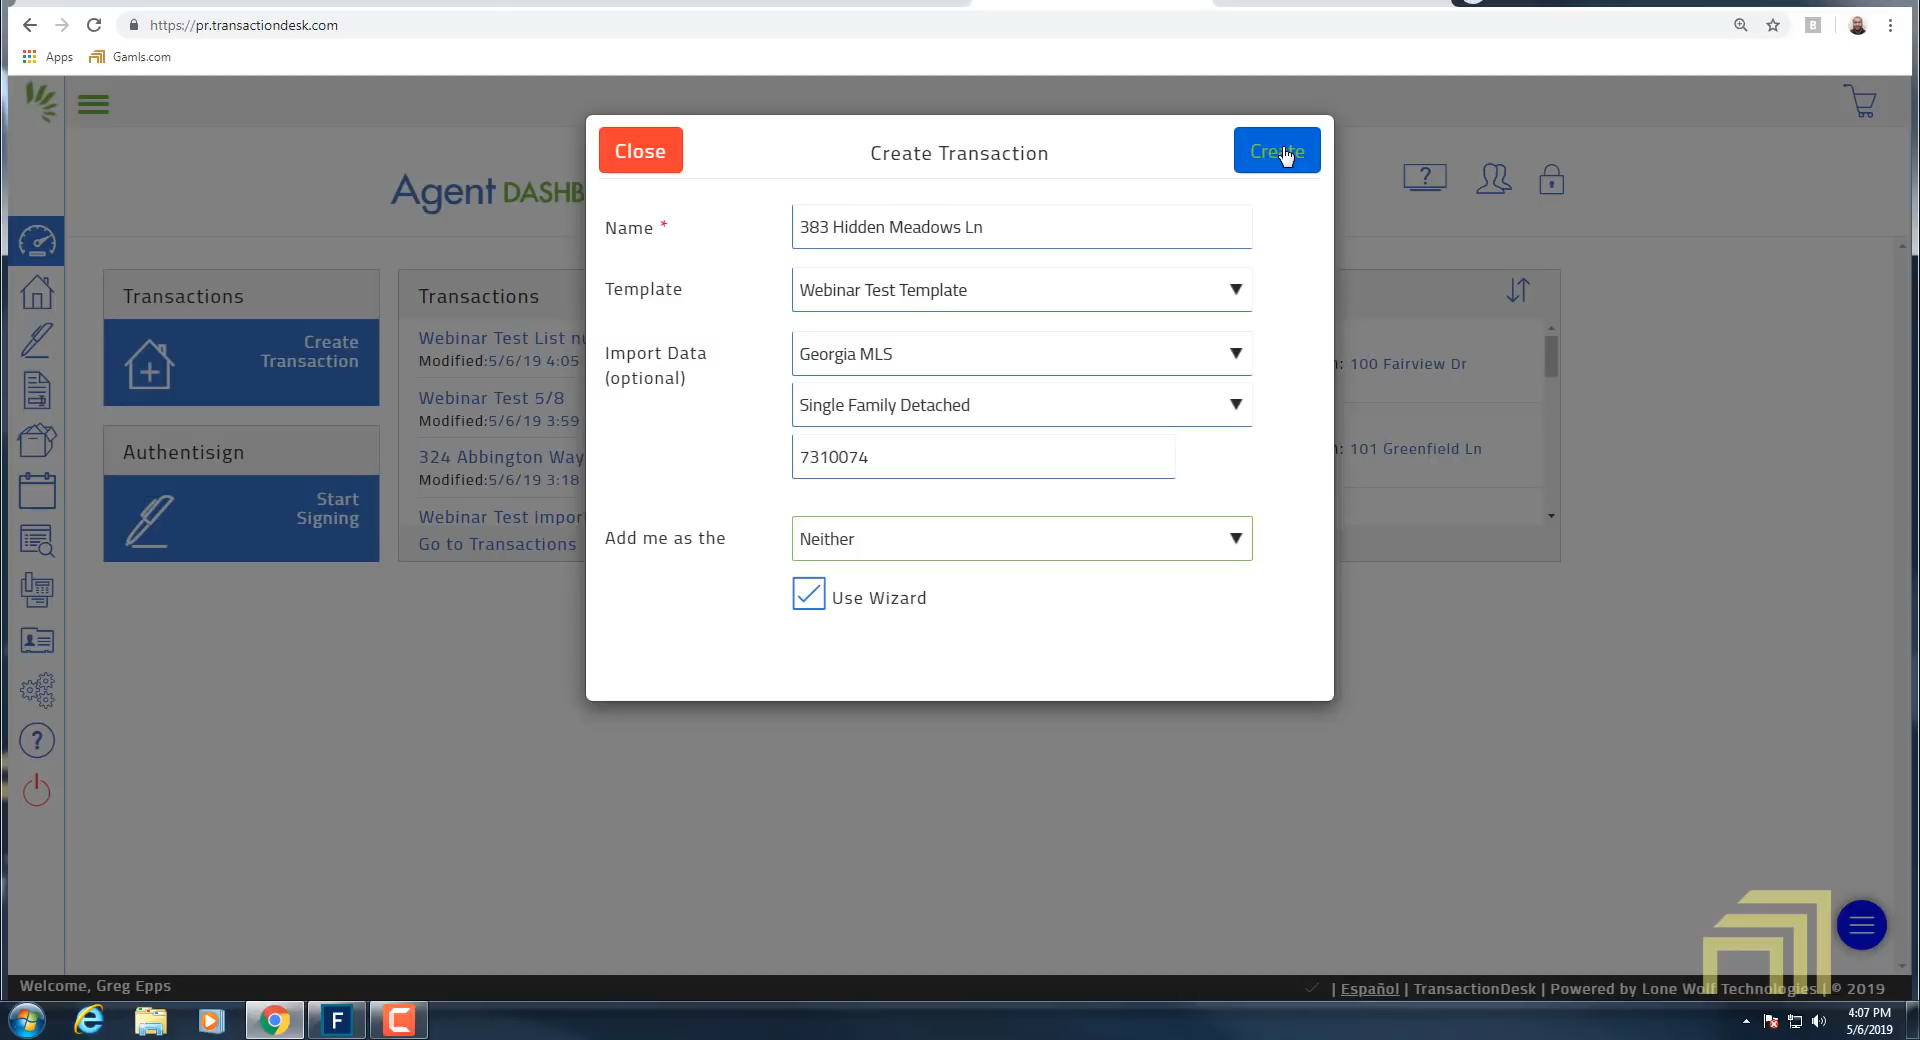 https://pr.transactiondesk.com
B
Apps
Gamls.com
Agent DASHB
?
Close
Create Transaction
Create
Name *
383 Hidden Meadows Ln
Template
Webinar Test Template
Import Data
(optional)
Georgia MLS
Single Family Detached
7310074
Add me as the
Neither
Use Wizard
Transactions
Create
Transaction
Authentisign
Start
Signing
Transactions
Webinar Test List nu
Modified:5/6/19 4:05
Webinar Test 5/8
Modified:5/6/19 3:59
324 Abbington Way
Modified:5/6/19 3:18
Webinar Test impor
Go to Transactions
: 100 Fairview Dr
: 101 Greenfield Ln
?
Welcome, Greg Epps
| Español | TransactionDesk | Powered by Lone Wolf Technologies | © 2019
F
C
4:07 PM
5/6/2019